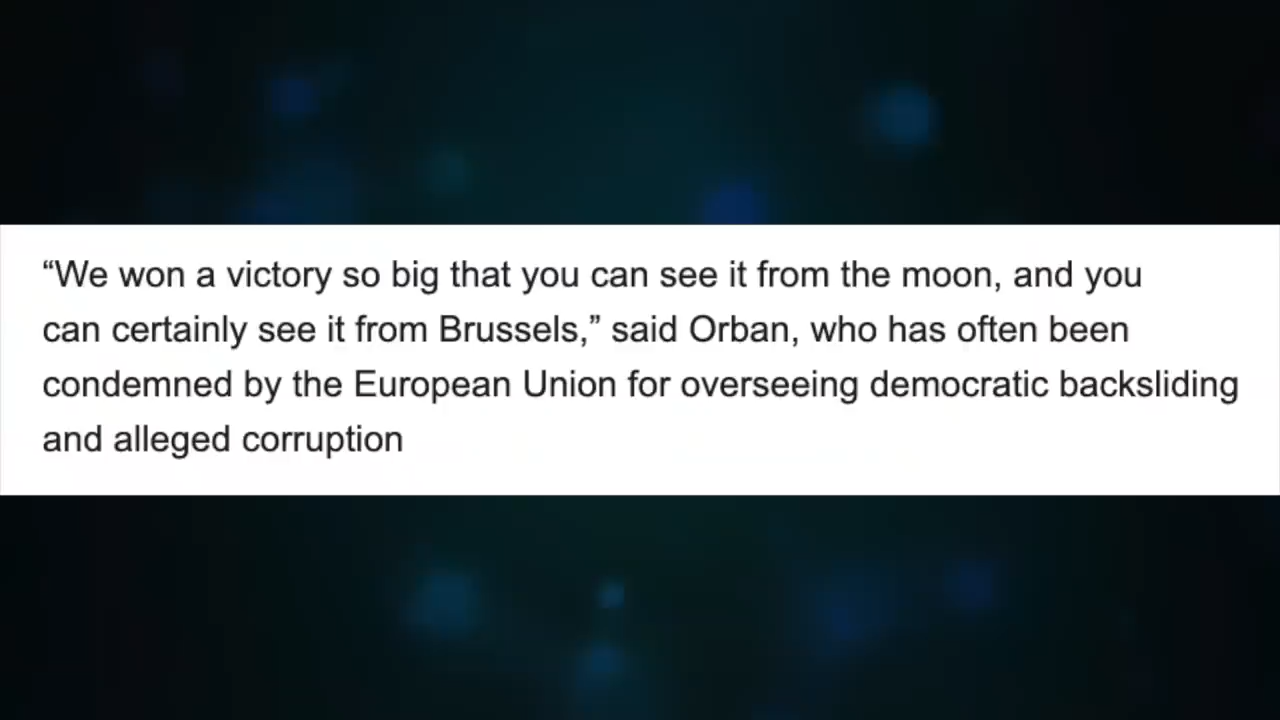 “We won a victory so big that you can see it from the moon, and you
can certainly see it from Brussels,” said Orban, who has often been
condemned by the European Union for overseeing democratic backsliding
and alleged corruption